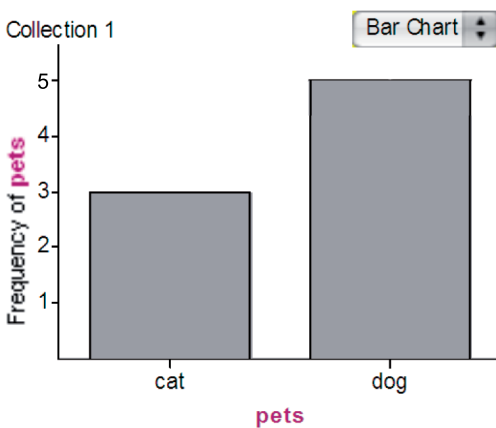 Collection 1
Bar Chart
Frequency of pets
5
4
3
2
1
cat
dog
pets